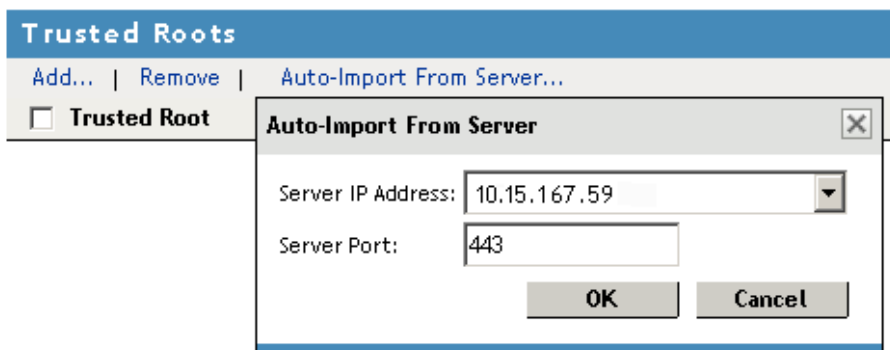 Trusted Roots
Add... | Remove | Auto-Import From Server...
Trusted Root
Auto-Import From Server
Server IP Address: 10.15.167.59
Server Port: 443
OK Cancel